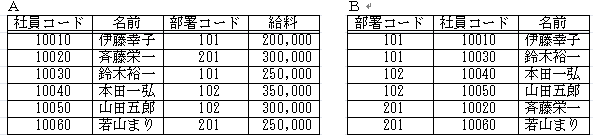 A
社員コード 名前 部署コード 給料
10010 伊藤幸子 101 200,000
10020 斉藤栄一 201 300,000
10030 鈴木裕一 101 250,000
10040 本田一弘 102 350,000
10050 山田五郎 102 300,000
10060 若山まり 201 250,000
B
部署コード 社員コード 名前
101 10010 伊藤幸子
101 10030 鈴木裕一
102 10040 本田一弘
102 10050 山田五郎
201 10020 斉藤栄一
201 10060 若山まり